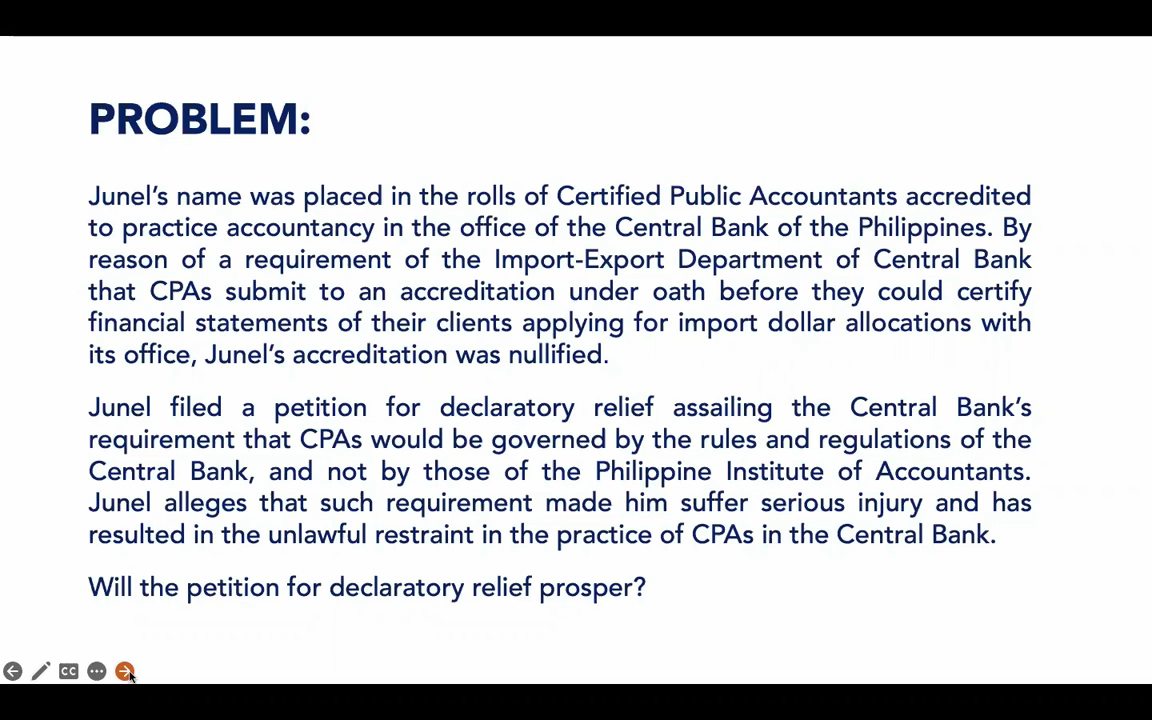 PROBLEM:
Junel’s name was placed in the rolls of Certified Public Accountants accredited
to practice accountancy in the office of the Central Bank of the Philippines. By
reason of a requirement of the Import-Export Department of Central Bank
that CPAs submit to an accreditation under oath before they could certify
financial statements of their clients applying for import dollar allocations with
its office, Junel’s accreditation was nullified.
Junel filed a petition for declaratory relief assailing the Central Bank’s
requirement that CPAs would be governed by the rules and regulations of the
Central Bank, and not by those of the Philippine Institute of Accountants.
Junel alleges that such requirement made him suffer serious injury and has
resulted in the unlawful restraint in the practice of CPAs in the Central Bank.
Will the petition for declaratory relief prosper?
CC